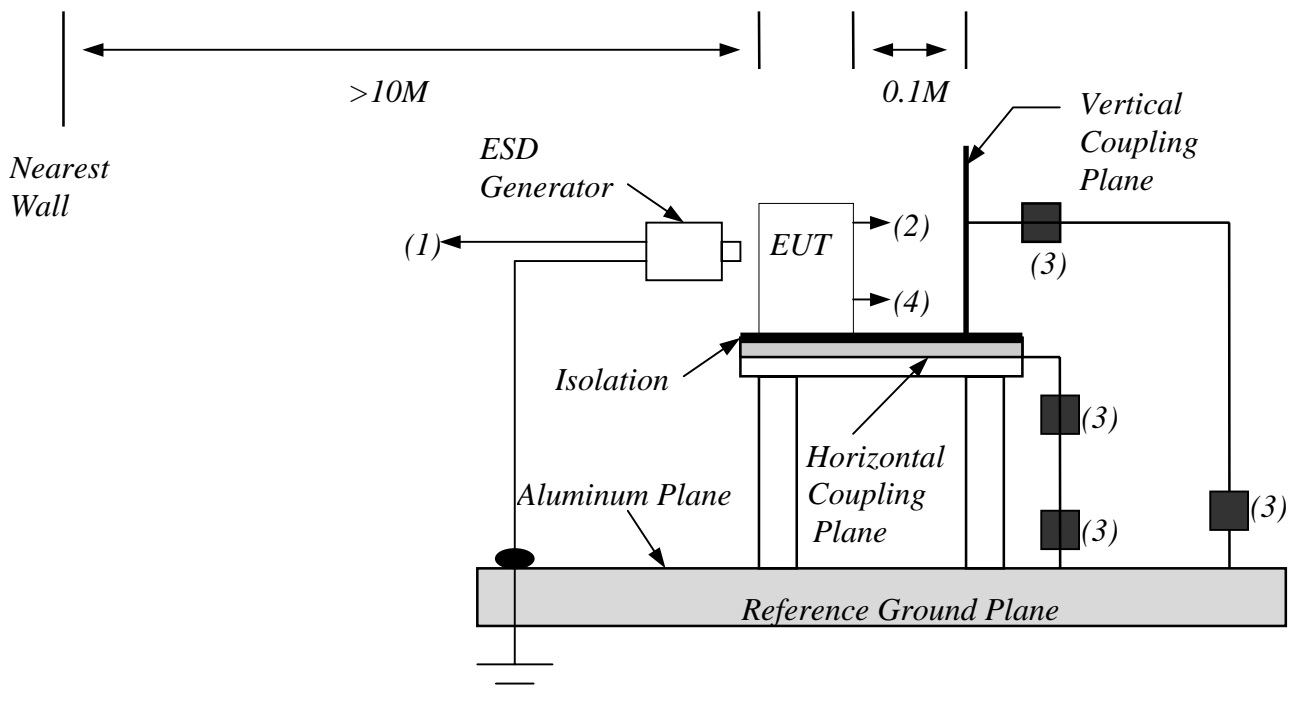 >10M
0.1M
Nearest
Wall
ESD
Generator
Vertical
Coupling
Plane
(1)
EUT
(2)
(3)
(4)
Isolation
(3)
Horizontal
Coupling
Plane
Aluminum Plane
(3)
(3)
Reference Ground Plane